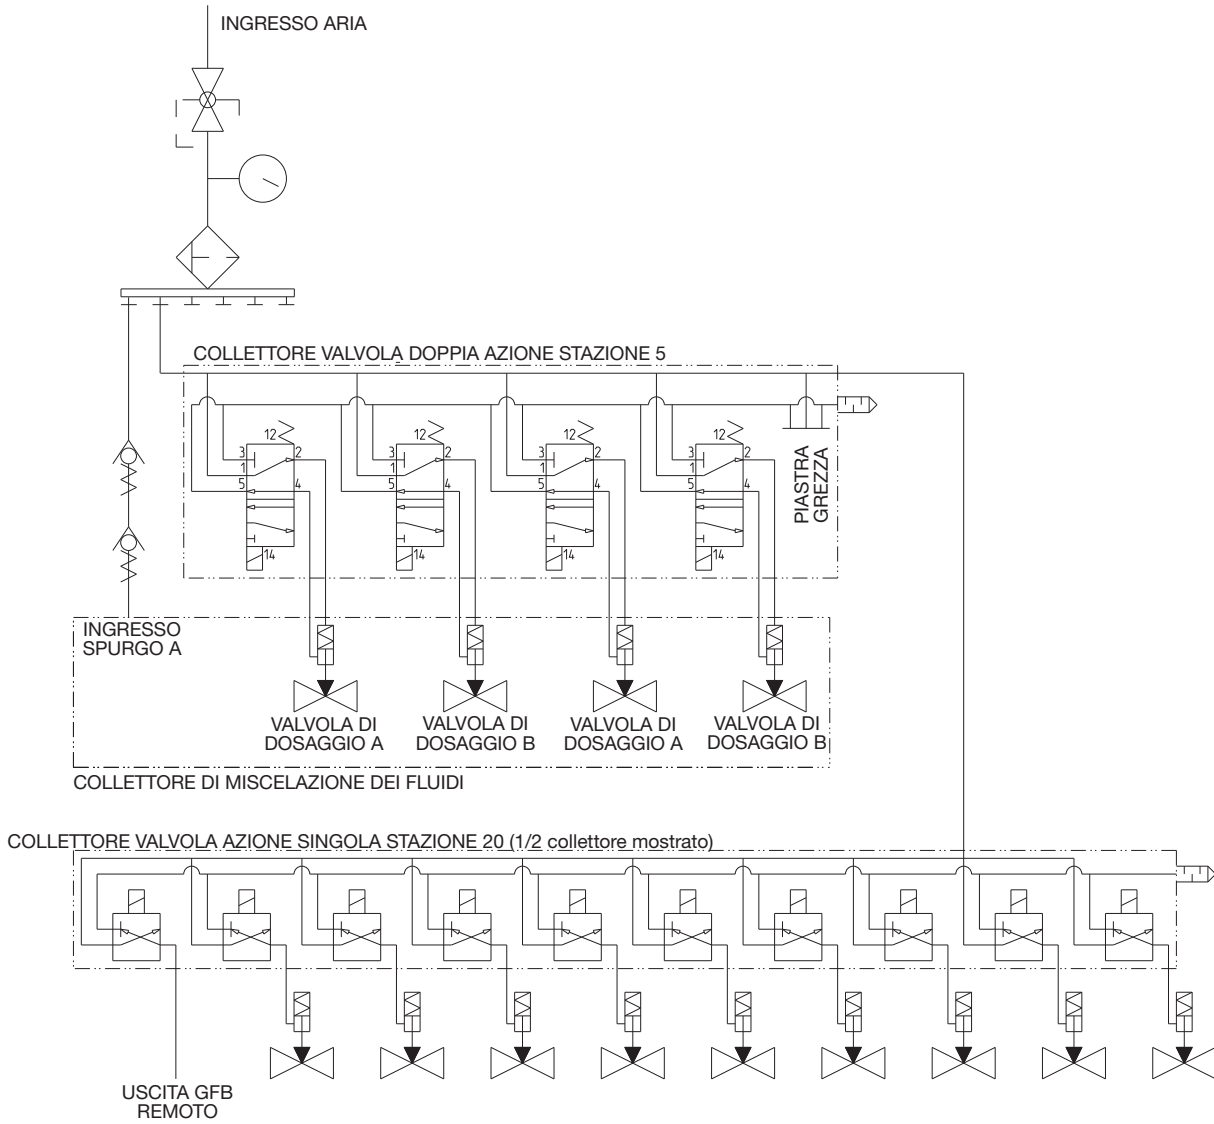 INGRESSO ARIA
COLLETTORE VALVOLA DOPPIA AZIONE STAZIONE 5
12
3
2
1
5
4
14
12
3
2
1
5
4
14
12
3
2
1
5
4
14
12
3
2
1
5
4
14
PIASTRA
GREZZA
INGRESSO
SPURGO A
VALVOLA DI
DOSAGGIO A
VALVOLA DI
DOSAGGIO B
VALVOLA DI
DOSAGGIO A
VALVOLA DI
DOSAGGIO B
COLLETTORE DI MISCELAZIONE DEI FLUIDI
COLLETTORE VALVOLA AZIONE SINGOLA STAZIONE 20 (1/2 collettore mostrato)
USCITA GFB
REMOTO